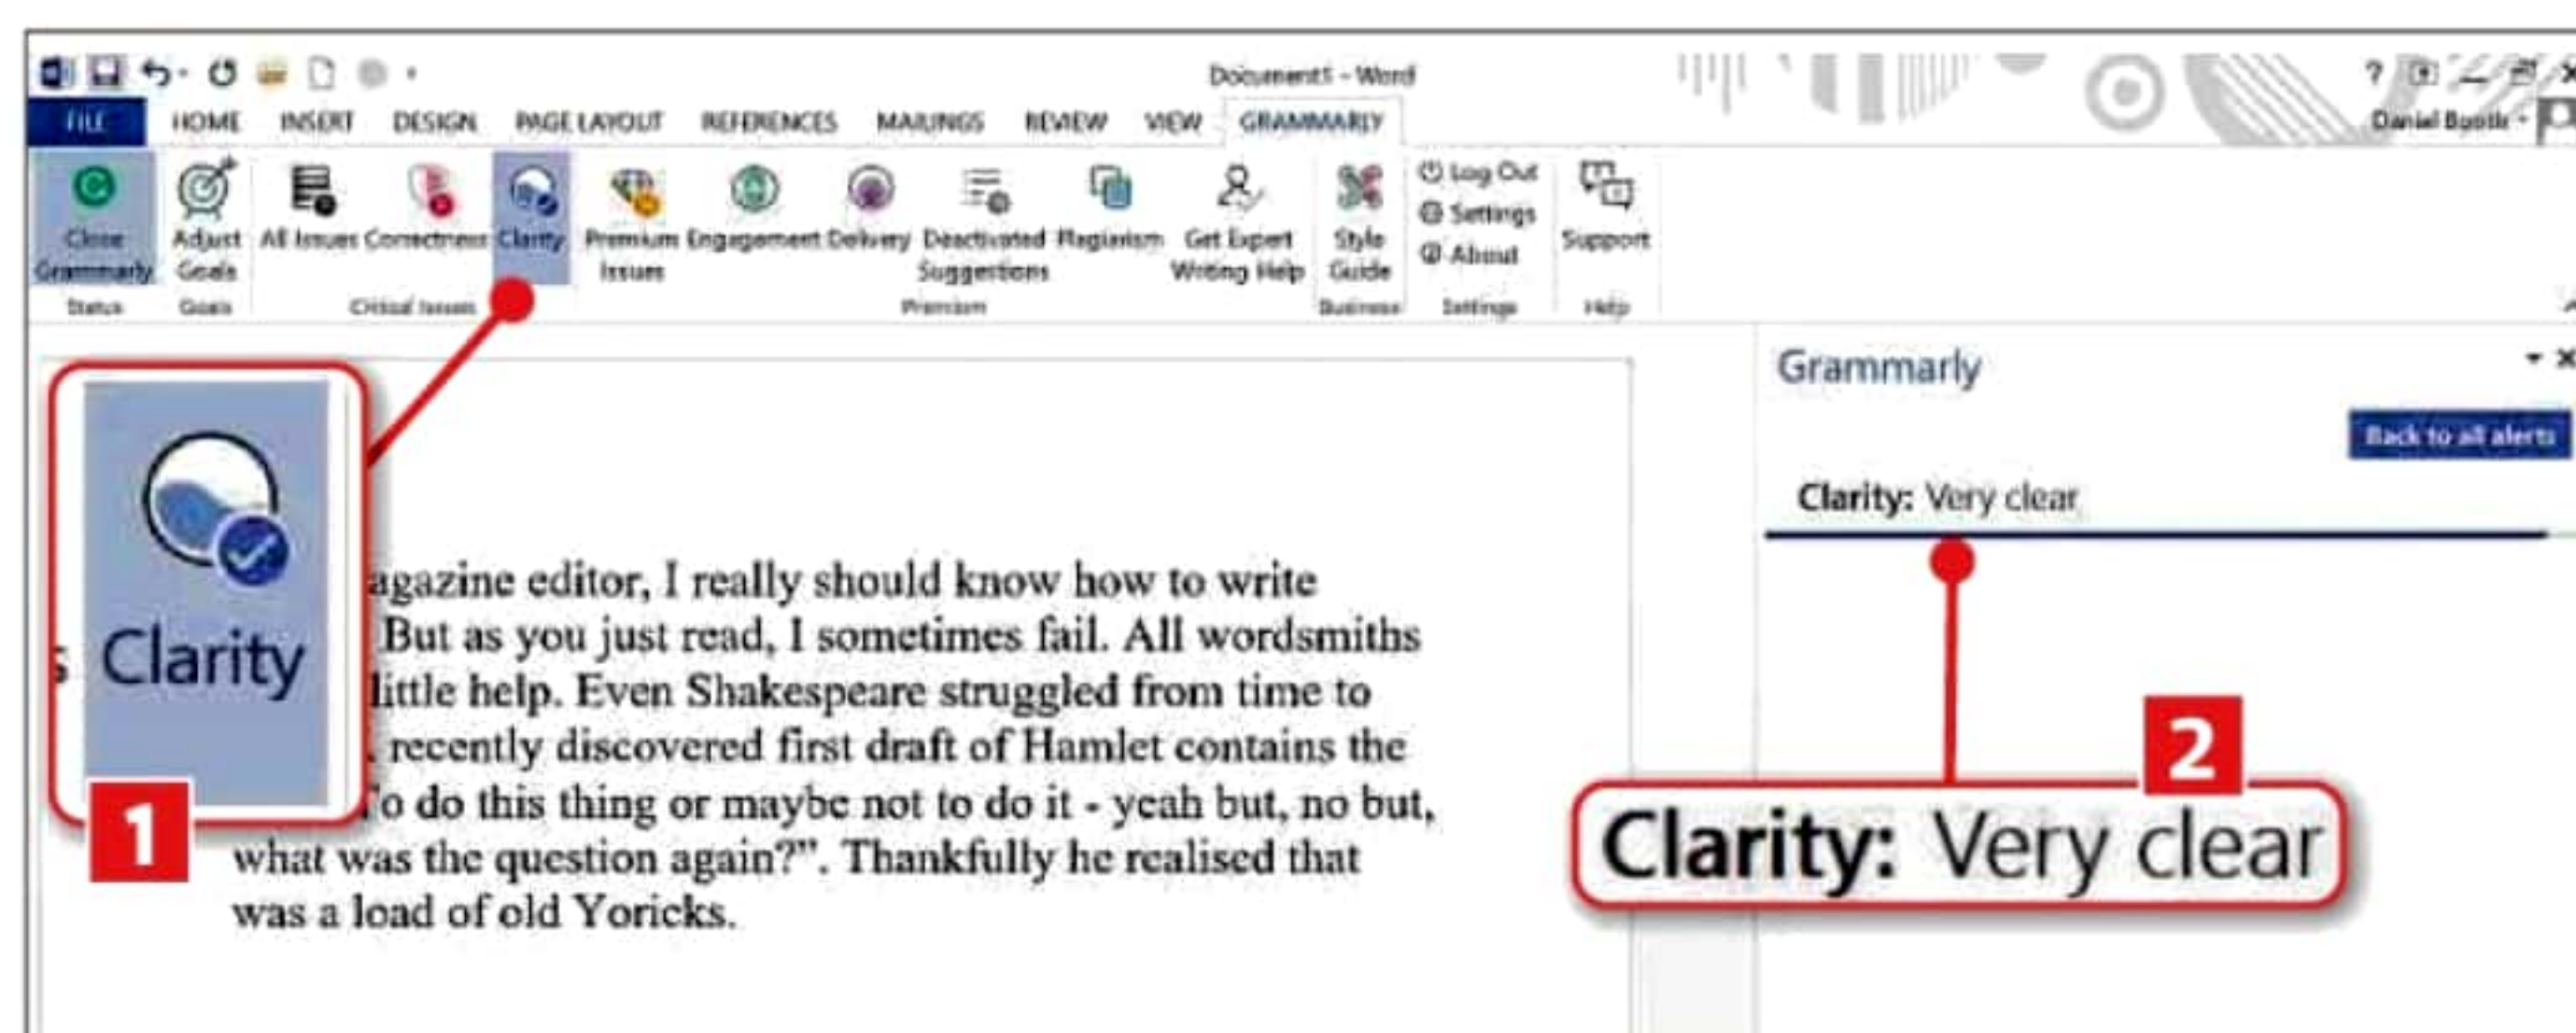 Document1 - Word
?
FILE HOME INSERT DESIGN PAGE LAYOUT REFERENCES MAILINGS REVIEW VIEW GRAMMARLY
Daniel Booth
Close Grammarly
Adjust Goals
All Issues
Correctness
Clarity
Premium Issues
Engagement
Delivery
Deactivated Suggestions
Plagiarism
Get Expert Writing Help
Style Guide
Log Out
Settings
About
Support
Status Goals Critical Issues Premium Business Settings Help
Grammarly
Back to all alerts
Clarity: Very clear
s Clarity
1
agazine editor, I really should know how to write
But as you just read, I sometimes fail. All wordsmiths
little help. Even Shakespeare struggled from time to
. recently discovered first draft of Hamlet contains the
To do this thing or maybe not to do it - yeah but, no but,
what was the question again?". Thankfully he realised that
was a load of old Yoricks.
2
Clarity: Very clear